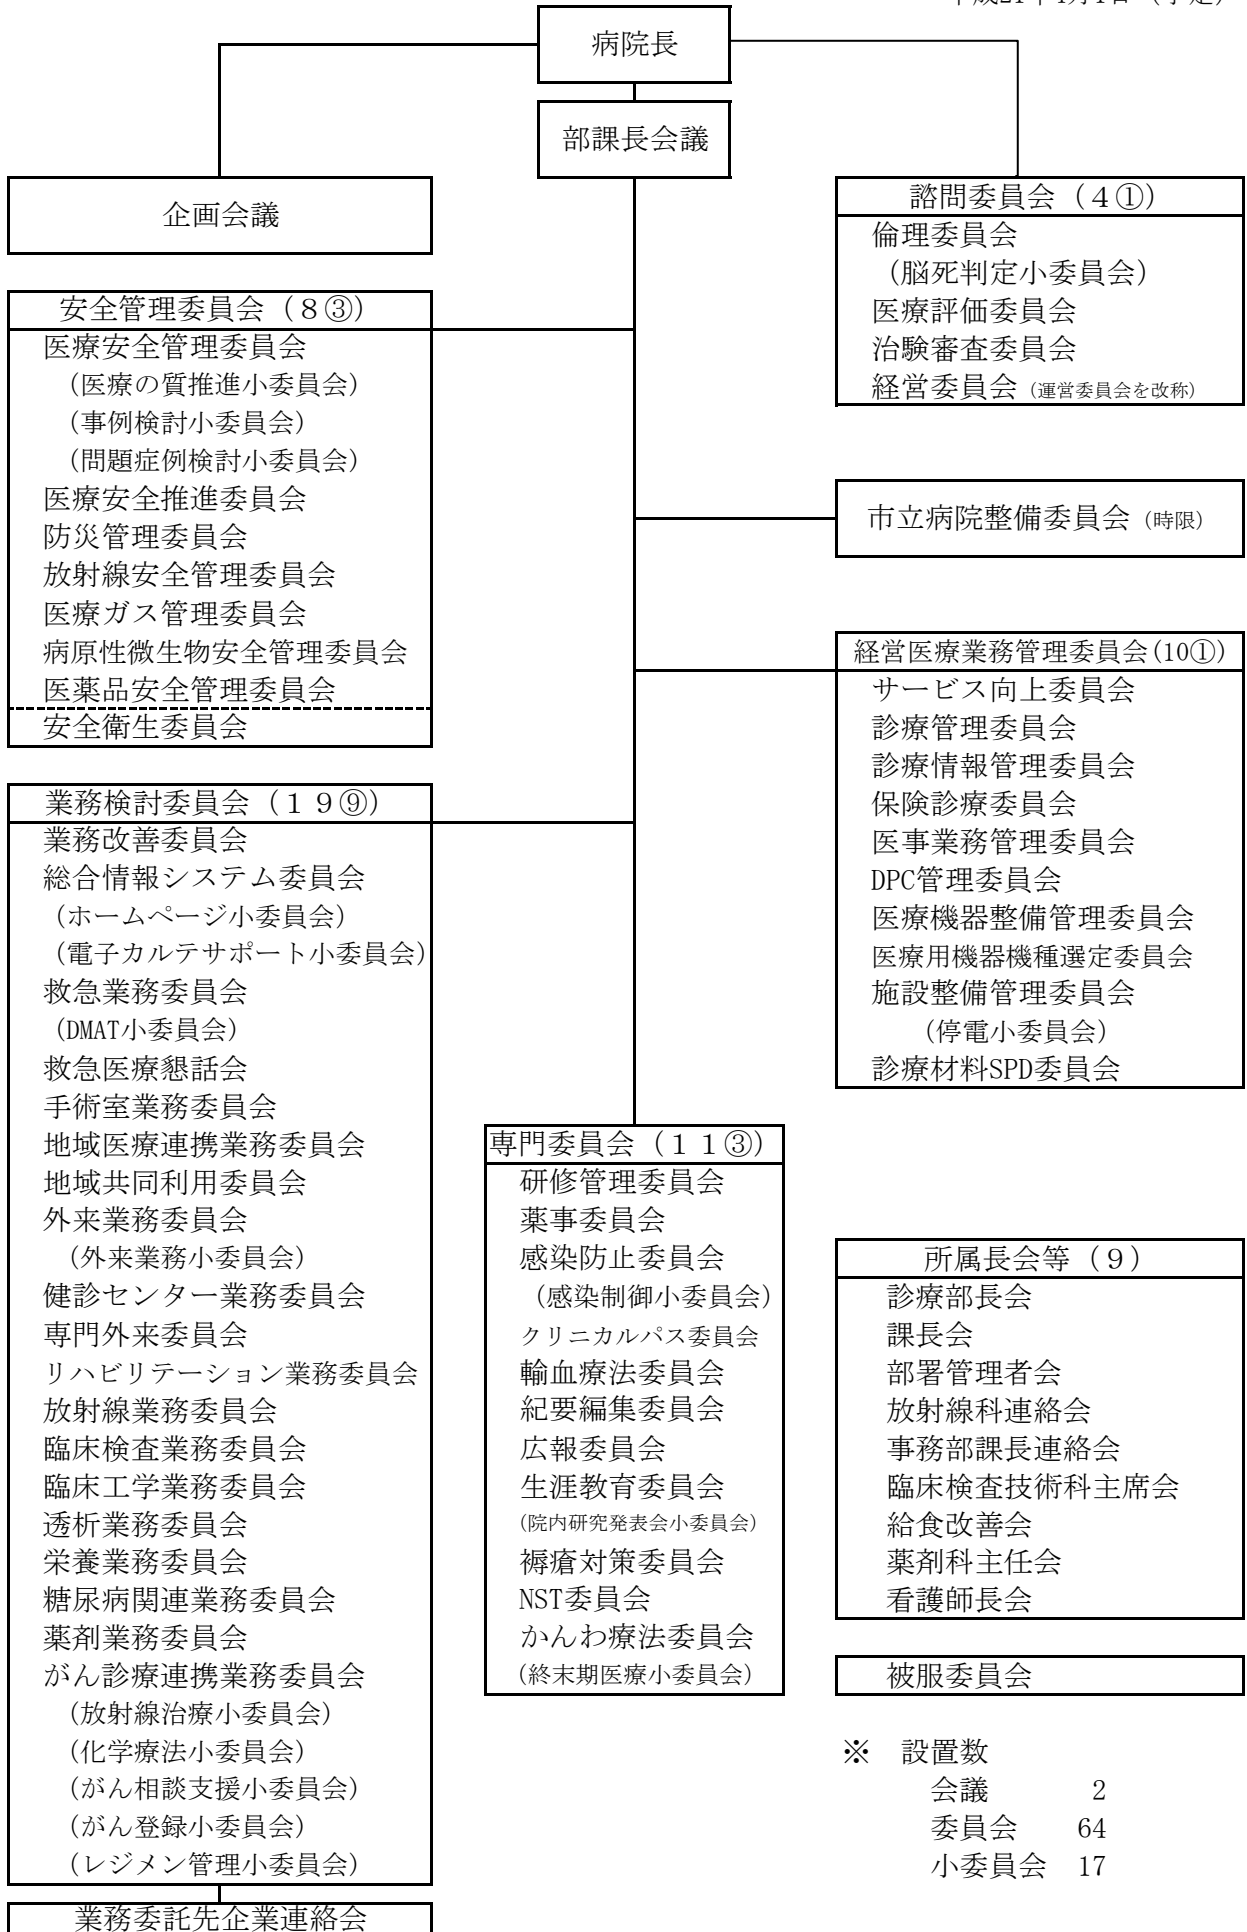 平成21年4月1日（予定）
病院長
部課長会議
企画会議
諮問委員会（４①）
倫理委員会
（脳死判定小委員会）
医療評価委員会
治験審査委員会
経営委員会（運営委員会を改称）
安全管理委員会（８③）
医療安全管理委員会
（医療の質推進小委員会）
（事例検討小委員会）
（問題症例検討小委員会）
医療安全推進委員会
防災管理委員会
放射線安全管理委員会
医療ガス管理委員会
病原性微生物安全管理委員会
医薬品安全管理委員会
安全衛生委員会
市立病院整備委員会（時限）
経営医療業務管理委員会(10①)
サービス向上委員会
診療管理委員会
診療情報管理委員会
保険診療委員会
医事業務管理委員会
DPC管理委員会
医療機器整備管理委員会
医療用機器機種選定委員会
施設整備管理委員会
（停電小委員会）
診療材料SPD委員会
業務検討委員会（１９⑨）
業務改善委員会
総合情報システム委員会
（ホームページ小委員会）
（電子カルテサポート小委員会）
救急業務委員会
（DMAT小委員会）
救急医療懇話会
手術室業務委員会
地域医療連携業務委員会
地域共同利用委員会
外来業務委員会
（外来業務小委員会）
健診センター業務委員会
専門外来委員会
リハビリテーション業務委員会
放射線業務委員会
臨床検査業務委員会
臨床工学業務委員会
透析業務委員会
栄養業務委員会
糖尿病関連業務委員会
薬剤業務委員会
がん診療連携業務委員会
（放射線治療小委員会）
（化学療法小委員会）
（がん相談支援小委員会）
（がん登録小委員会）
（レジメン管理小委員会）
業務委託先企業連絡会
専門委員会（１１③）
研修管理委員会
薬事委員会
感染防止委員会
（感染制御小委員会）
クリニカルパス委員会
輸血療法委員会
紀要編集委員会
広報委員会
生涯教育委員会
（院内研究発表会小委員会）
褥瘡対策委員会
NST委員会
かんわ療法委員会
（終末期医療小委員会）
所属長会等（９）
診療部長会
課長会
部署管理者会
放射線科連絡会
事務部課長連絡会
臨床検査技術科主席会
給食改善会
薬剤科主任会
看護師長会
被服委員会
※　設置数
会議　2
委員会　64
小委員会　17